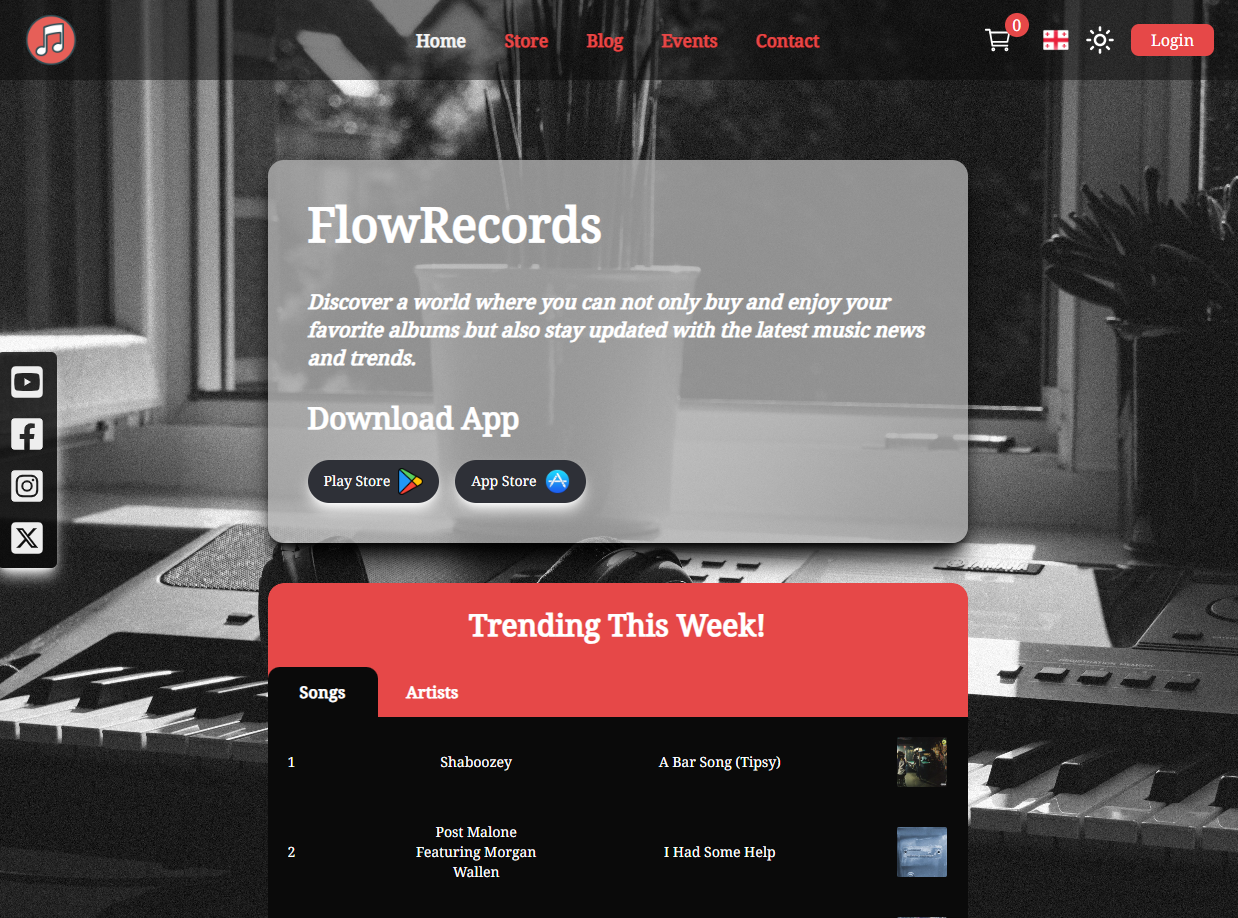 Home
Store
Blog
Events
Contact
0
Login
FlowRecords
Discover a world where you can not only buy and enjoy your
favorite albums but also stay updated with the latest music news
and trends.
Download App
Play Store
App Store
Trending This Week!
Songs
Artists
1
Shaboozey
A Bar Song (Tipsy)
2
Post Malone
Featuring Morgan
Wallen
I Had Some Help